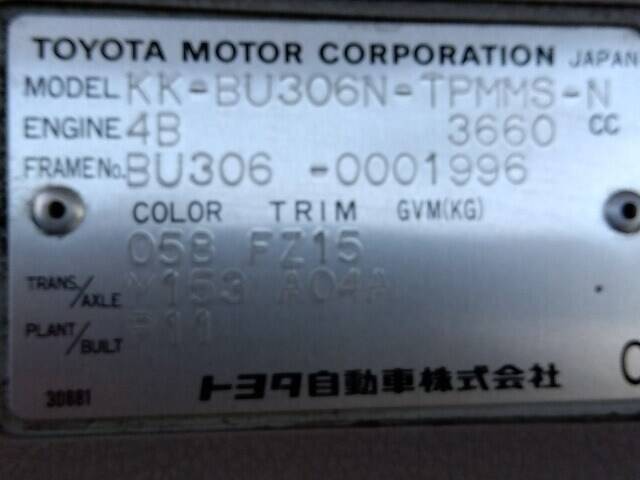 TOYOTA MOTOR CORPORATION JAPAN
MODEL KK-BU306N-TPMMS-N
ENGINE 4B 3660 CC
FRAME No. BU306 -0001996
COLOR TRIM GVM(KG)
058 FZ15
TRANS/AXLE M153 A04A
PLANT/BUILT
30881
トヨタ自動車株式会社